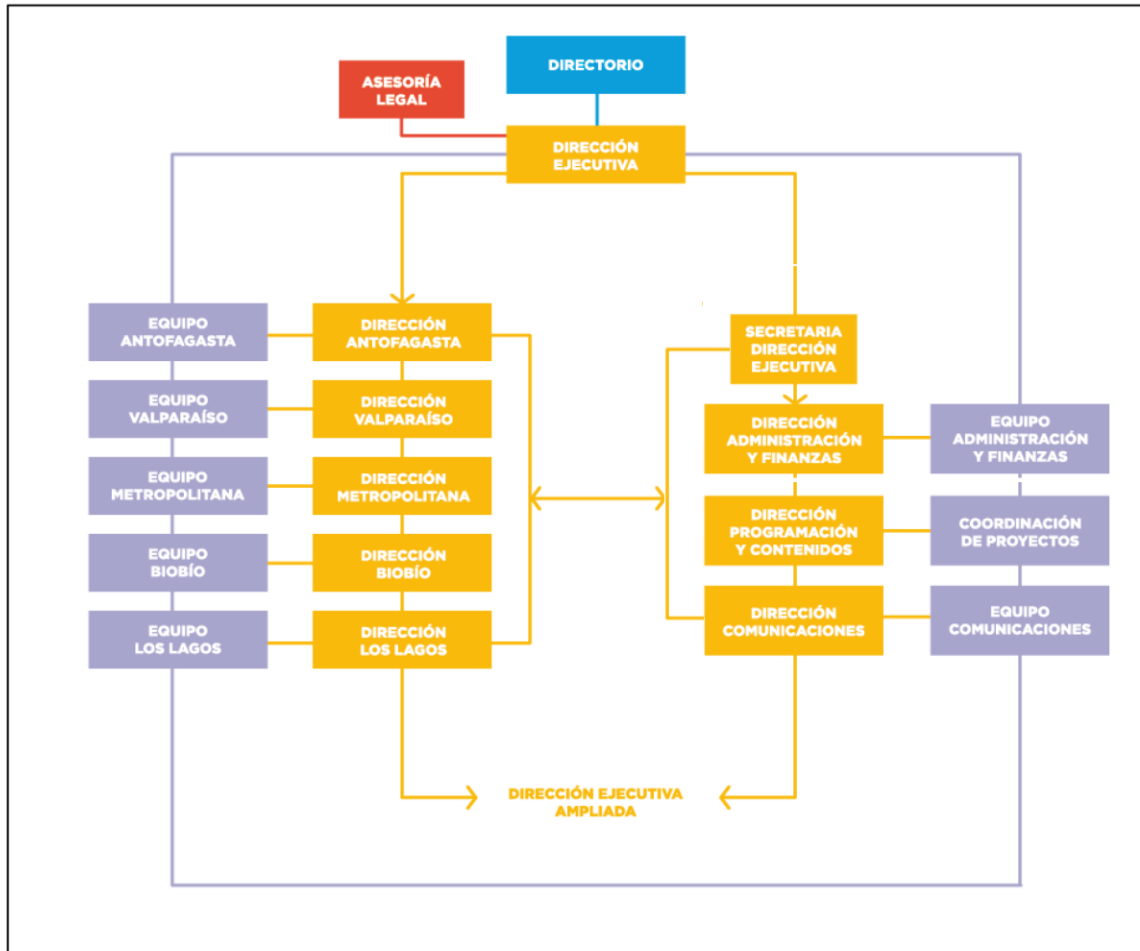 DIRECTORIO
ASESORÍA
LEGAL
DIRECCIÓN
EJECUTIVA
EQUIPO
ANTOFAGASTA
DIRECCIÓN
ANTOFAGASTA
EQUIPO
VALPARAÍSO
DIRECCIÓN
VALPARAÍSO
EQUIPO
METROPOLITANA
DIRECCIÓN
METROPOLITANA
EQUIPO
BIOBÍO
DIRECCIÓN
BIOBÍO
EQUIPO
LOS LAGOS
DIRECCIÓN
LOS LAGOS
SECRETARIA
DIRECCIÓN
EJECUTIVA
DIRECCIÓN
ADMINISTRACIÓN
Y FINANZAS
EQUIPO
ADMINISTRACIÓN
Y FINANZAS
DIRECCIÓN
PROGRAMACIÓN
Y CONTENIDOS
COORDINACIÓN
DE PROYECTOS
DIRECCIÓN
COMUNICACIONES
EQUIPO
COMUNICACIONES
DIRECCIÓN EJECUTIVA
AMPLIADA